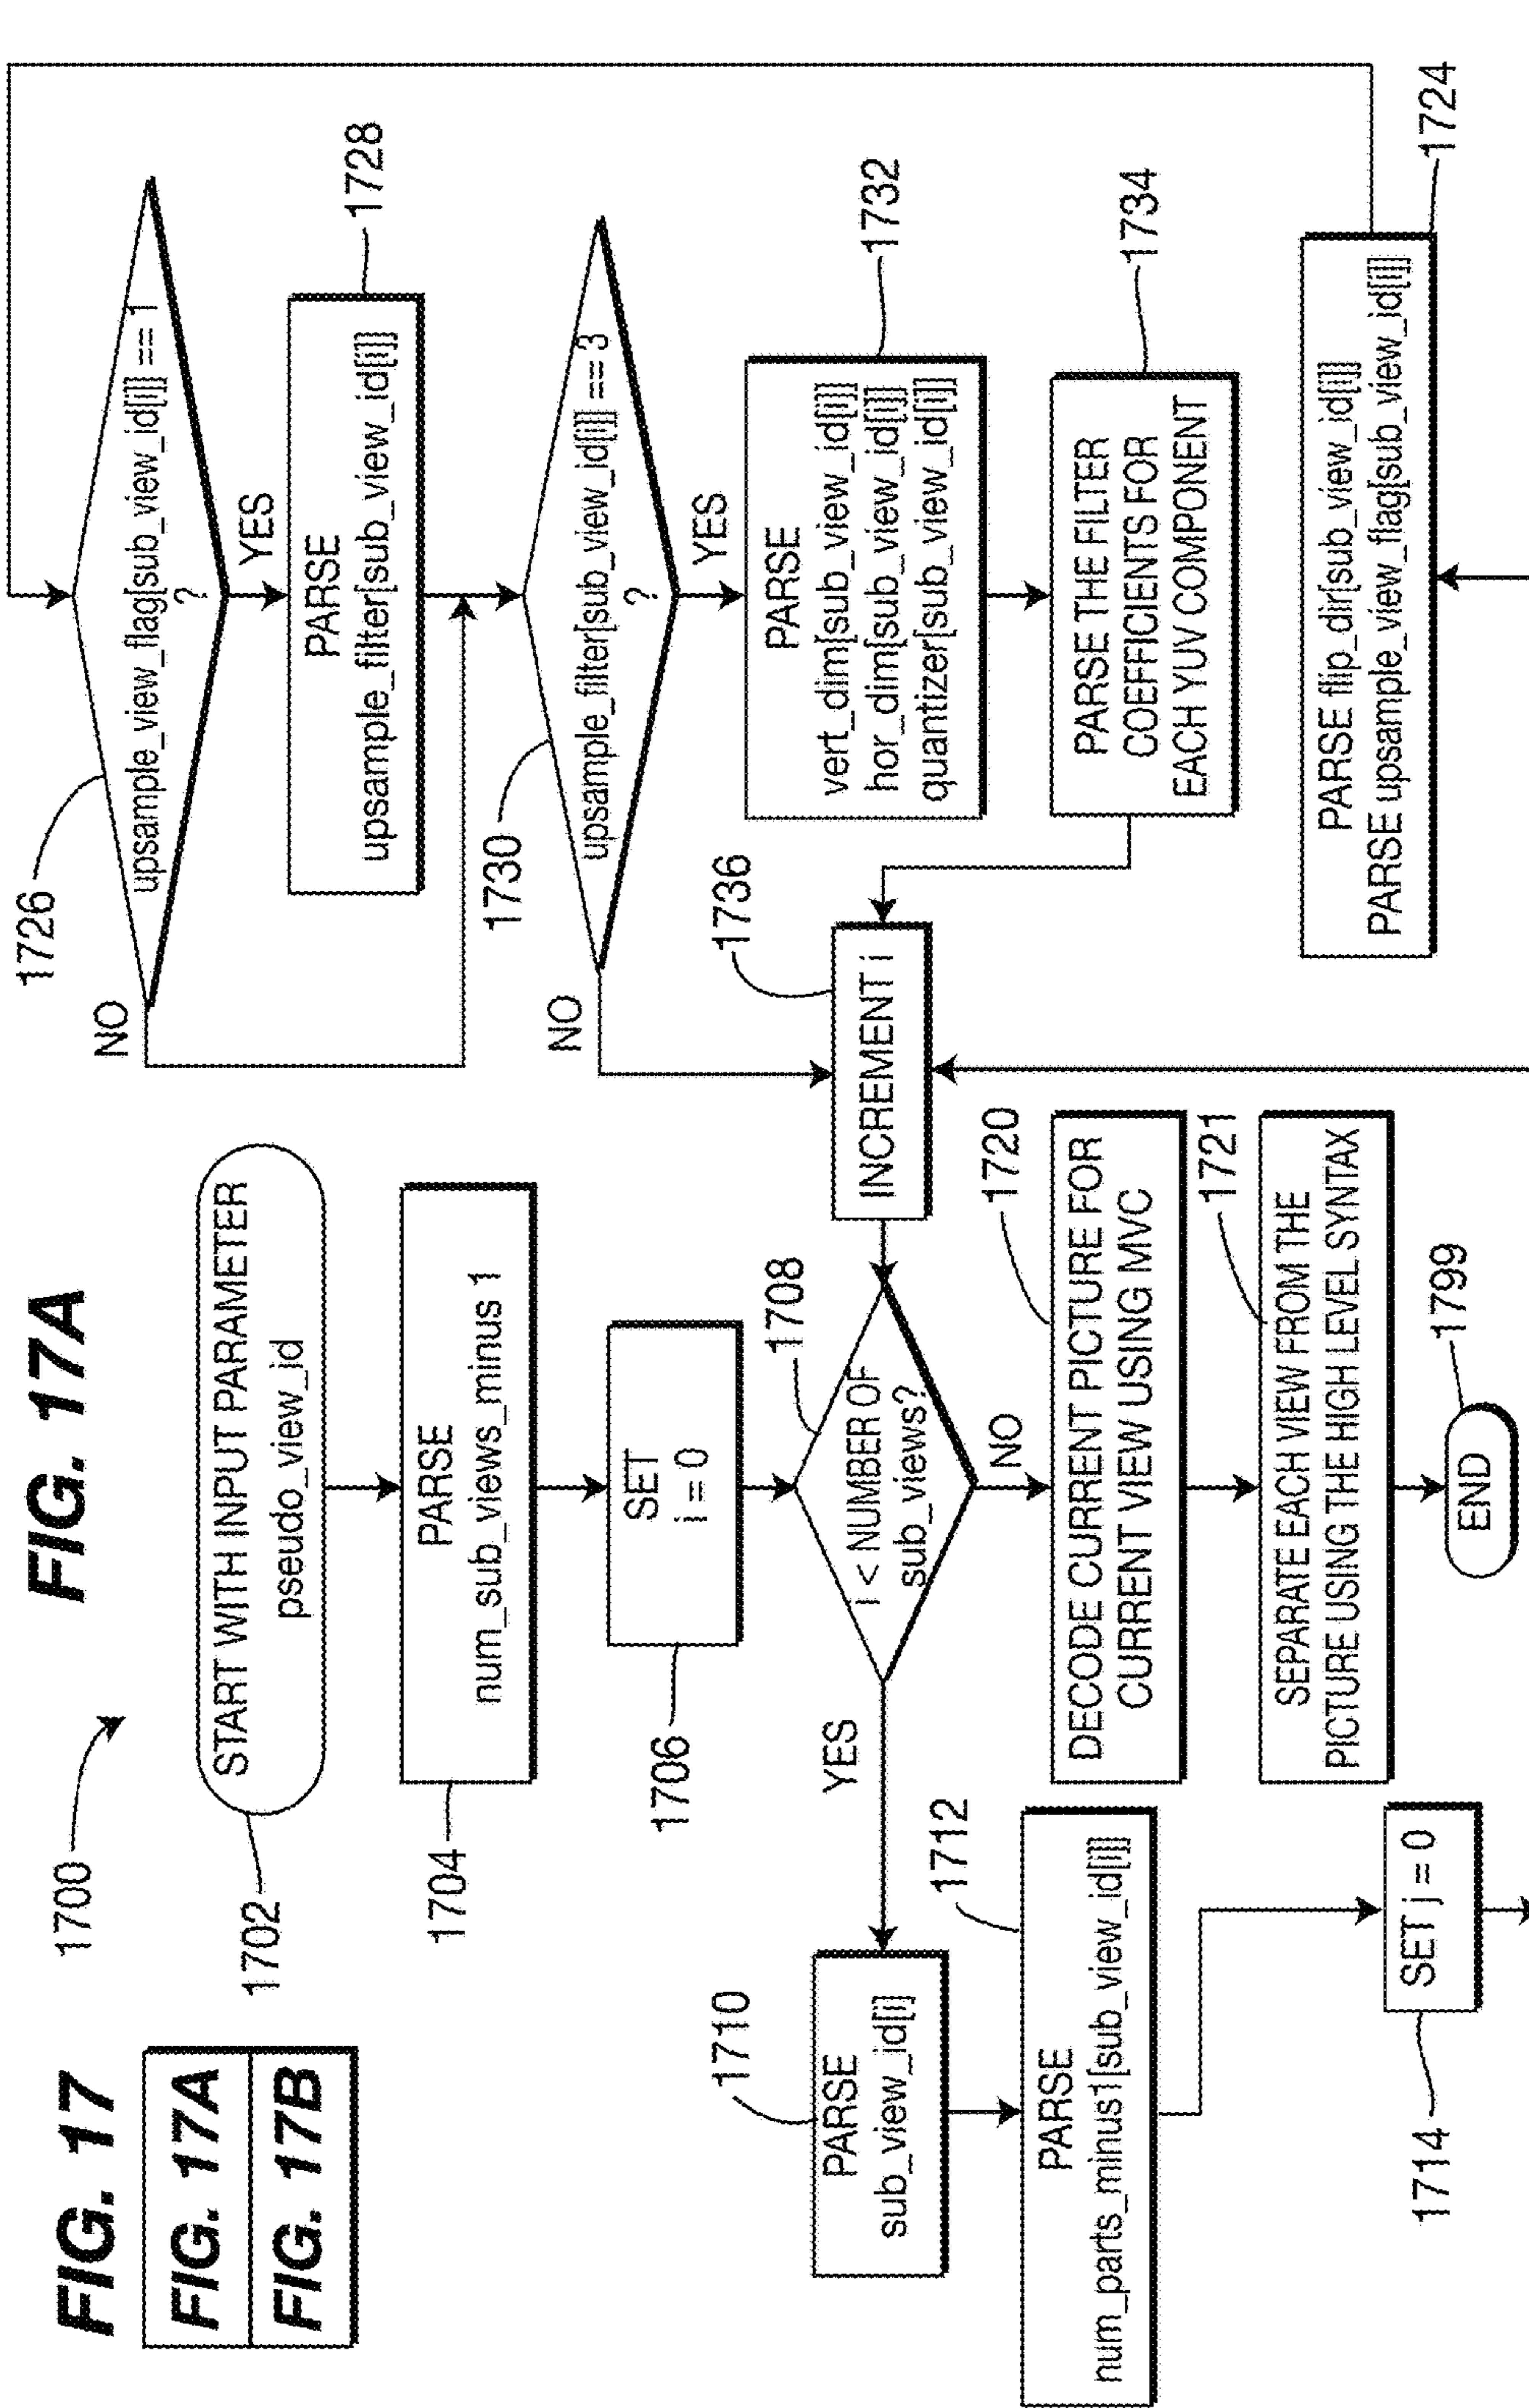 FIG. 17
FIG. 17A
FIG. 17B
FIG. 17A
1700
1702
START WITH INPUT PARAMETER
pseudo_view_id
1704
PARSE
num_sub_views_minus 1
1706
SET
i = 0
1708
i < NUMBER OF
sub_views?
YES
NO
1710
PARSE
sub_view_id[i]
1712
PARSE
num_parts_minus1[sub_view_id[i]]
1714
SET j = 0
1720
DECODE CURRENT PICTURE FOR
CURRENT VIEW USING MVC
1721
SEPARATE EACH VIEW FROM THE
PICTURE USING THE HIGH LEVEL SYNTAX
1799
END
1726
upsample_view_flag[sub_view_id[i]] == 1
?
NO
YES
1728
PARSE
upsample_filter[sub_view_id[i]]
1730
upsample_filter[sub_view_id[i]] == 3
?
NO
YES
1732
PARSE
vert_dim[sub_view_id[i]]
hor_dim[sub_view_id[i]]
quantizer[sub_view_id[i]]
1734
PARSE THE FILTER
COEFFICIENTS FOR
EACH YUV COMPONENT
1736
INCREMENT i
1724
PARSE flip_dir[sub_view_id[i]]
PARSE upsample_view_flag[sub_view_id[i]]